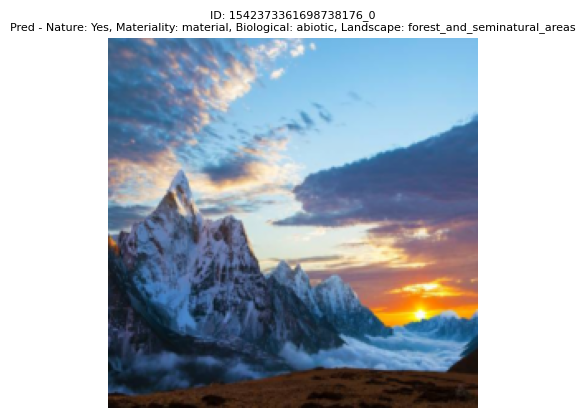 ID: 1542373361698738176_0
Pred - Nature: Yes, Materiality: material, Biological: abiotic, Landscape: forest_and_seminatural_areas